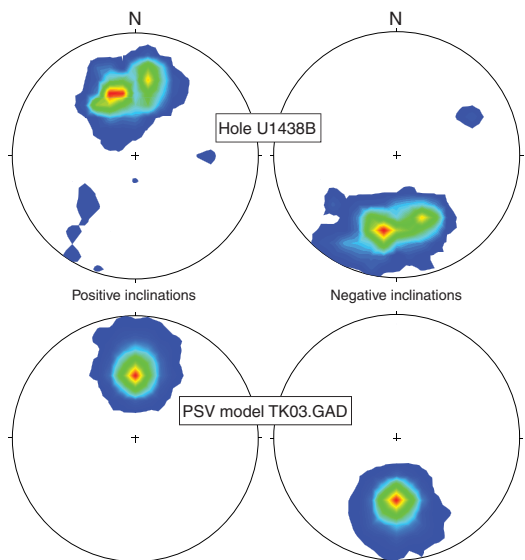 N
N
Hole U1438B
Positive inclinations
Negative inclinations
PSV model TK03.GAD